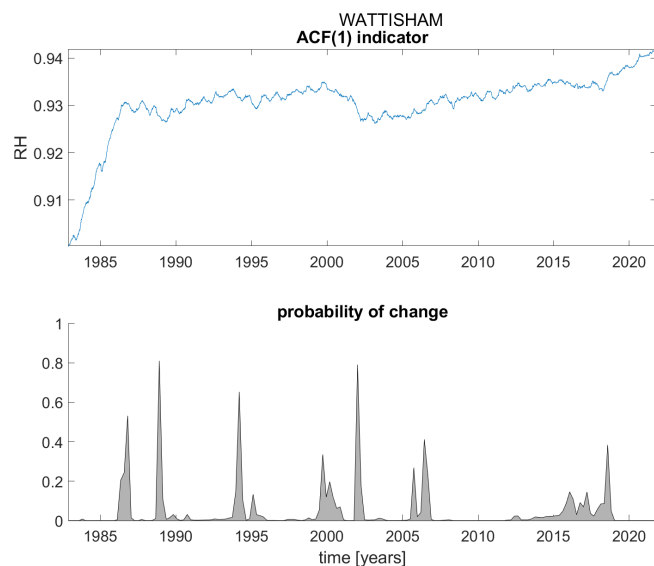 WATTISHAM
ACF(1) indicator
0.94
0.93
0.92
0.91
RH
1985 1990 1995 2000 2005 2010 2015 2020
probability of change
1
0.8
0.6
0.4
0.2
0
1985 1990 1995 2000 2005 2010 2015 2020
time [years]